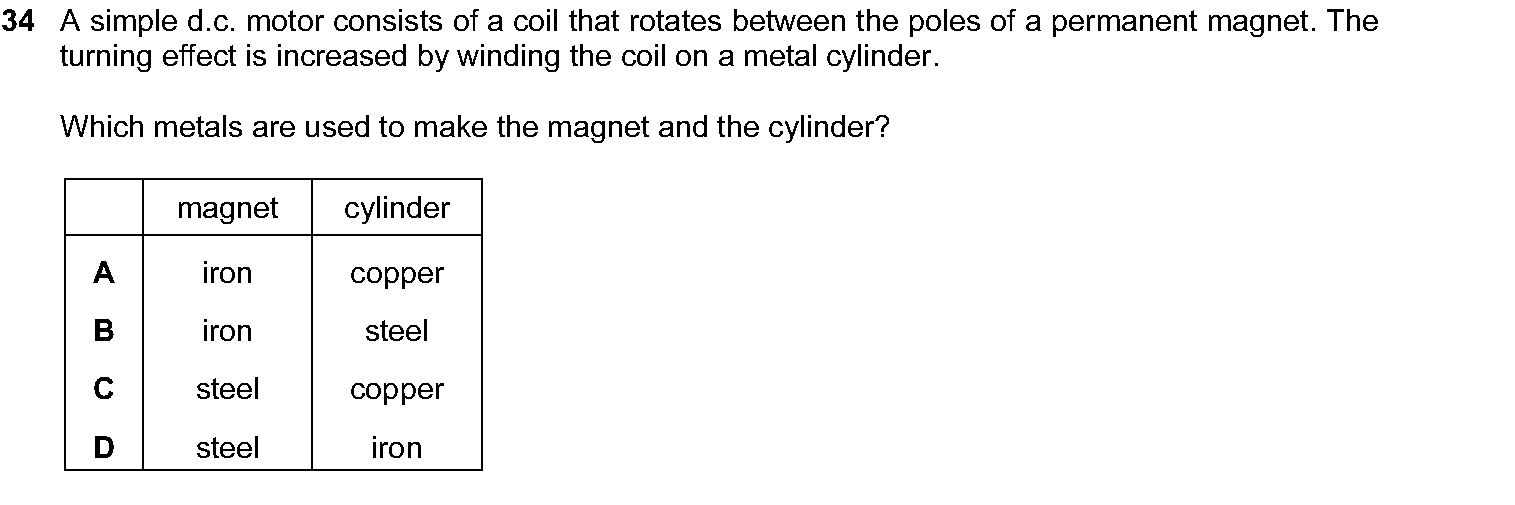 34 A simple d.c. motor consists of a coil that rotates between the poles of a permanent magnet. The
turning effect is increased by winding the coil on a metal cylinder.
Which metals are used to make the magnet and the cylinder?
magnet cylinder
A iron copper
B iron steel
C steel copper
D steel iron